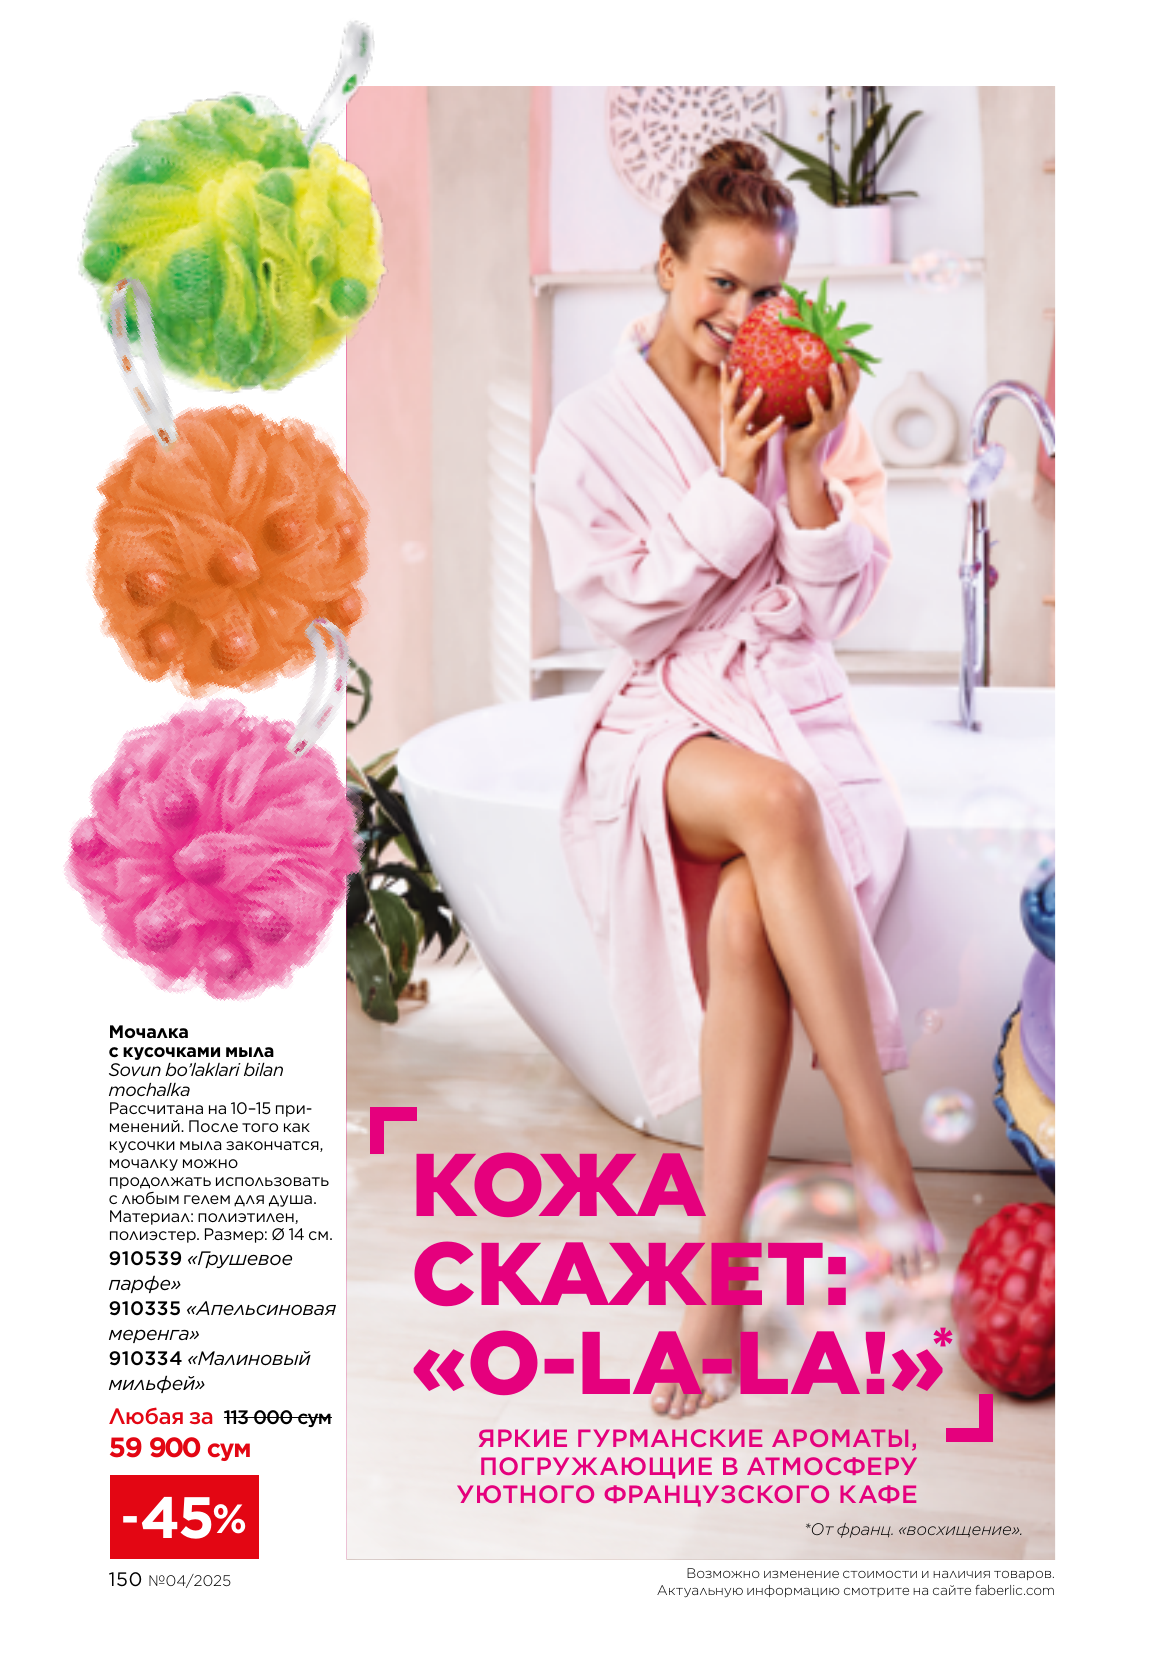 Мочалка
с кусочками мыла
Sovun bo’laklari bilan
mochalka
Рассчитана на 10–15 при-
менений. После того как
кусочки мыла закончатся,
мочалку можно
продолжать использовать
с любым гелем для душа.
Материал: полиэтилен,
полиэстер. Размер: Ø 14 см.
910539 «Грушевое
парфе»
910335 «Апельсиновая
меренга»
910334 «Малиновый
мильфей»
Любая за 113 000 сум
59 900 сум
-45%
КОЖА
СКАЖЕТ:
«O-LA-LA!»*
ЯРКИЕ ГУРМАНСКИЕ АРОМАТЫ,
ПОГРУЖАЮЩИЕ В АТМОСФЕРУ
УЮТНОГО ФРАНЦУЗСКОГО КАФЕ
*От франц. «восхищение».
150 №04/2025
Возможно изменение стоимости и наличия товаров.
Актуальную информацию смотрите на сайте faberlic.com